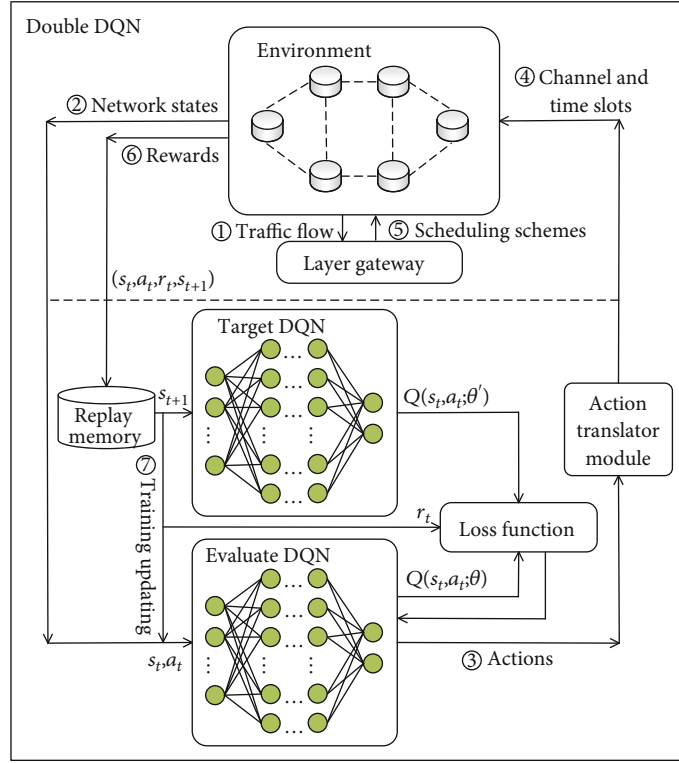 Double DQN
Environment
④ Channel and
time slots
② Network states
⑥ Rewards
① Traffic flow
⑤ Scheduling schemes
Layer gateway
(s_t,a_t,r_t,s_{t+1})
Target DQN
... ...
... ...
... ...
... ...
... ...
s_{t+1}
Q(s_t,a_t;θ′)
Replay
memory
Action
translator
module
⑦ Training updating
r_t
Loss function
Evaluate DQN
... ...
... ...
... ...
... ...
... ...
Q(s_t,a_t;θ)
s_t,a_t
③ Actions